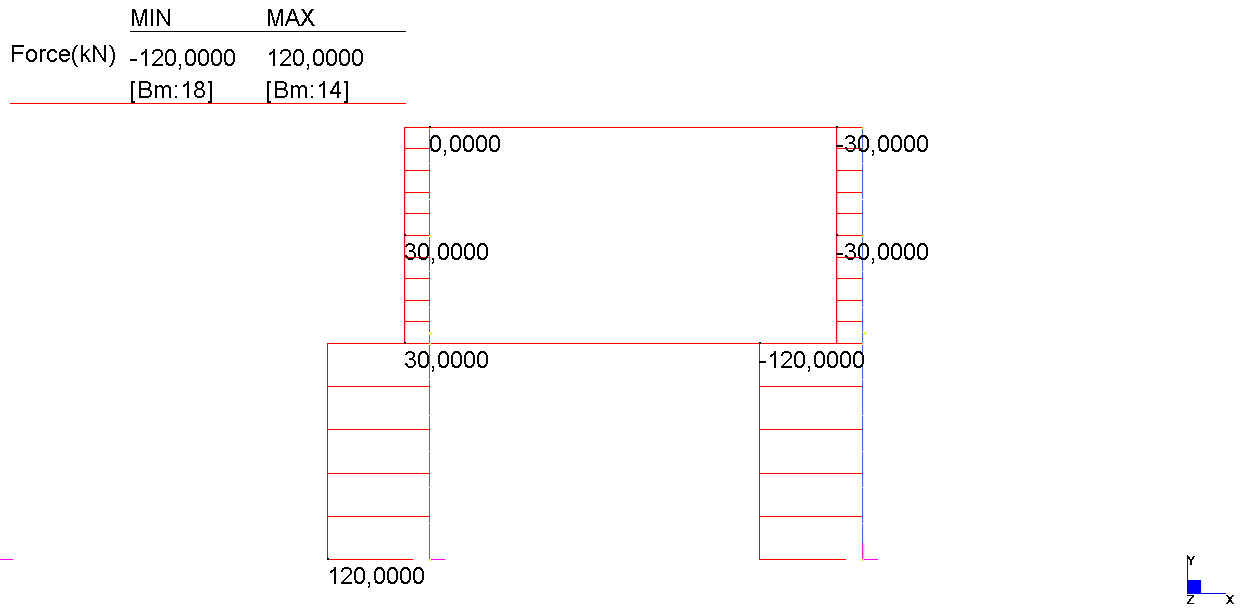 MIN MAX
Force(kN) -120,0000 120,0000
[Bm:18] [Bm:14]
0,0000 -30,0000
30,0000 -30,0000
30,0000 -120,0000
120,0000
Y
Z X